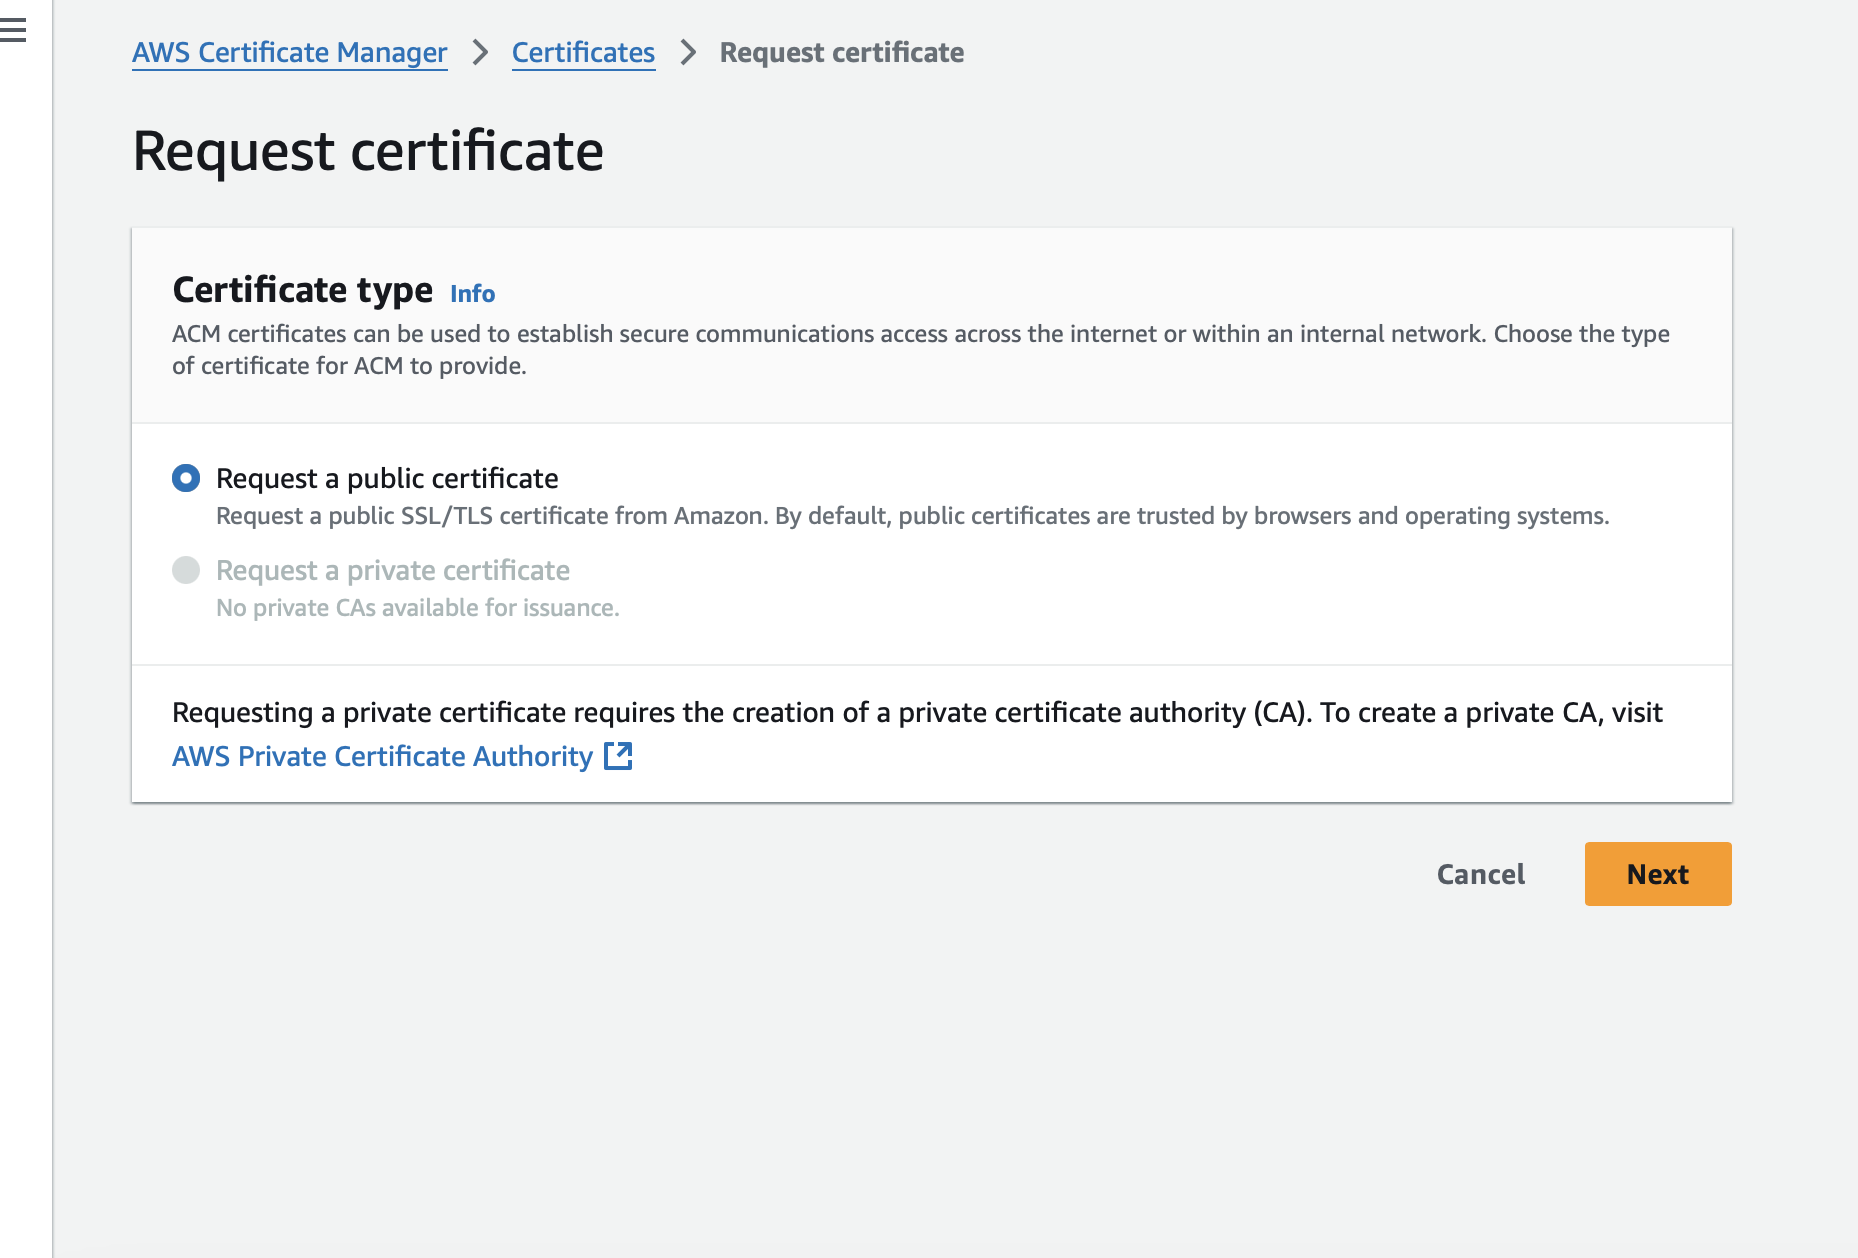 AWS Certificate Manager > Certificates > Request certificate
Request certificate
Certificate type Info
ACM certificates can be used to establish secure communications access across the internet or within an internal network. Choose the type
of certificate for ACM to provide.
Request a public certificate
Request a public SSL/TLS certificate from Amazon. By default, public certificates are trusted by browsers and operating systems.
Request a private certificate
No private CAs available for issuance.
Requesting a private certificate requires the creation of a private certificate authority (CA). To create a private CA, visit
AWS Private Certificate Authority
Cancel Next